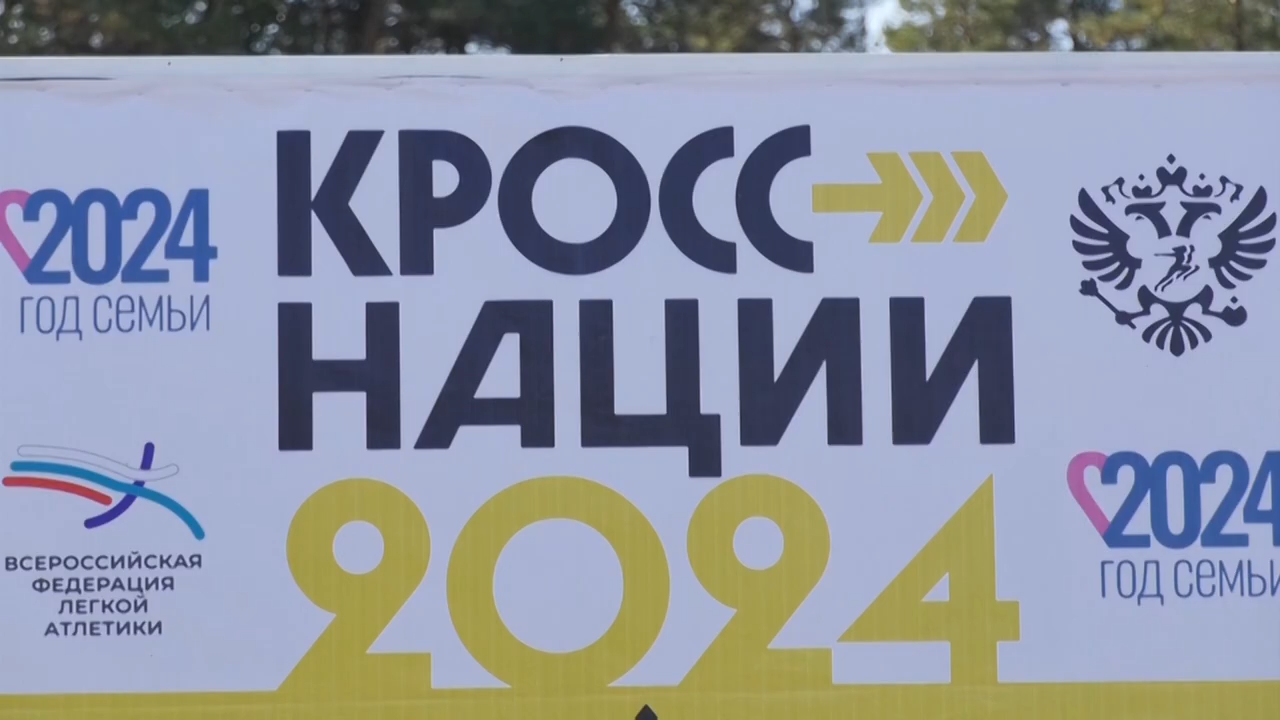 КРОСС
НАЦИИ
2024
2024
ГОД СЕМЬИ
ВСЕРОССИЙСКАЯ
ФЕДЕРАЦИЯ
ЛЕГКОЙ
АТЛЕТИКИ
2024
ГОД СЕМЬИ